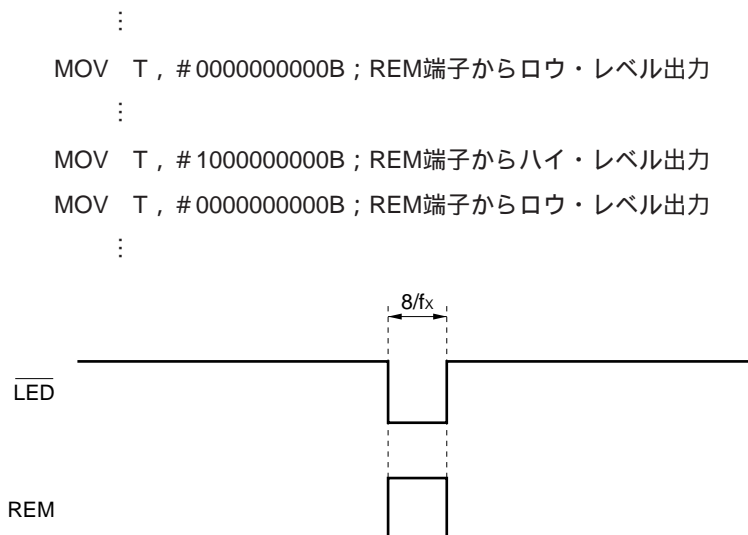 ⋮
MOV　T，＃0000000000B；REM端子からロウ・レベル出力
⋮
MOV　T，＃1000000000B；REM端子からハイ・レベル出力
MOV　T，＃0000000000B；REM端子からロウ・レベル出力
⋮
8/fx
LED
REM